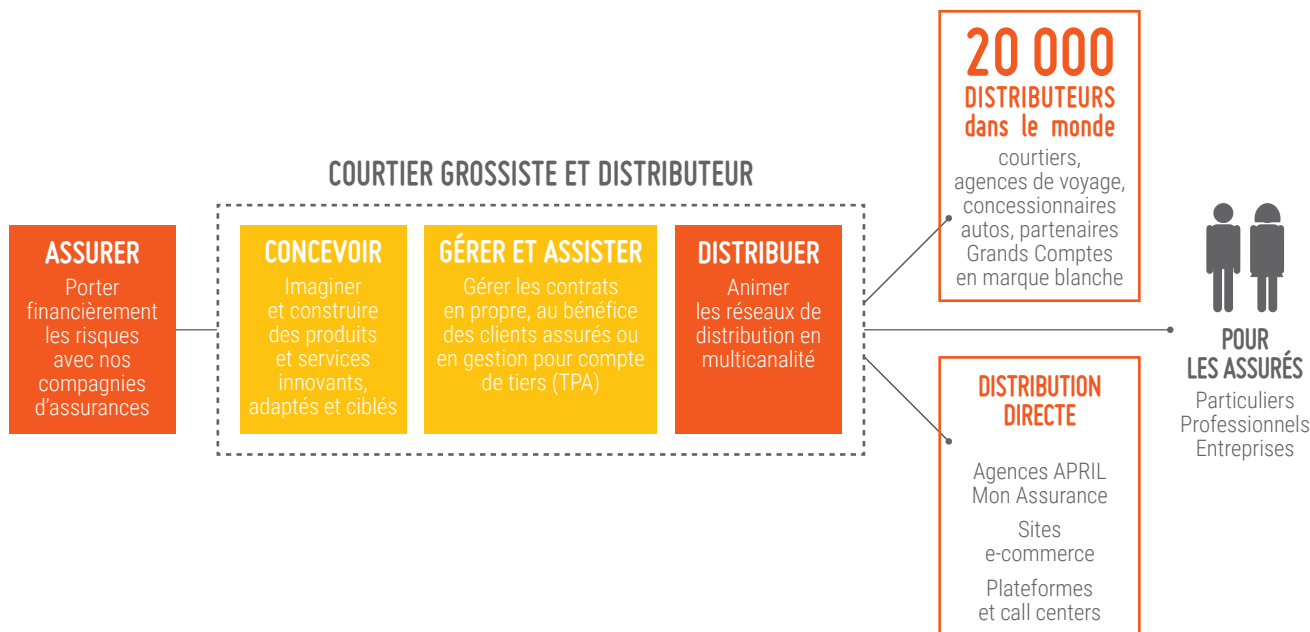 COURTIER GROSSISTE ET DISTRIBUTEUR
ASSURER
Porter
financièrement
les risques
avec nos
compagnies
d'assurances
CONCEVOIR
Imaginer
et construire
des produits
et services
innovants,
adaptés et ciblés
GÉRER ET ASSISTER
Gérer les contrats
en propre, au bénéfice
des clients assurés ou
en gestion pour compte
de tiers (TPA)
DISTRIBUER
Animer
les réseaux de
distribution en
multicanalité
20 000
DISTRIBUTEURS
dans le monde
courtiers,
agences de voyage,
concessionnaires
autos, partenaires
Grands Comptes
en marque blanche
DISTRIBUTION
DIRECTE
Agences APRIL
Mon Assurance
Sites
e-commerce
Plateformes
et call centers
POUR
LES ASSURÉS
Particuliers
Professionnels
Entreprises